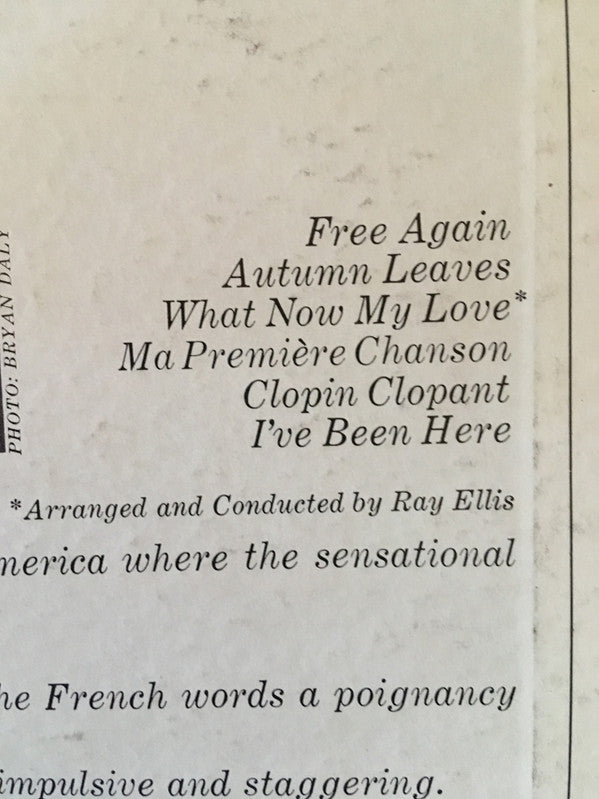 Free Again
Autumn Leaves
What Now My Love*
Ma Première Chanson
Clopin Clopant
I've Been Here
*Arranged and Conducted by Ray Ellis
merica where the sensational
he French words a poignancy
impulsive and staggering.
PHOTO: BRYAN DALY